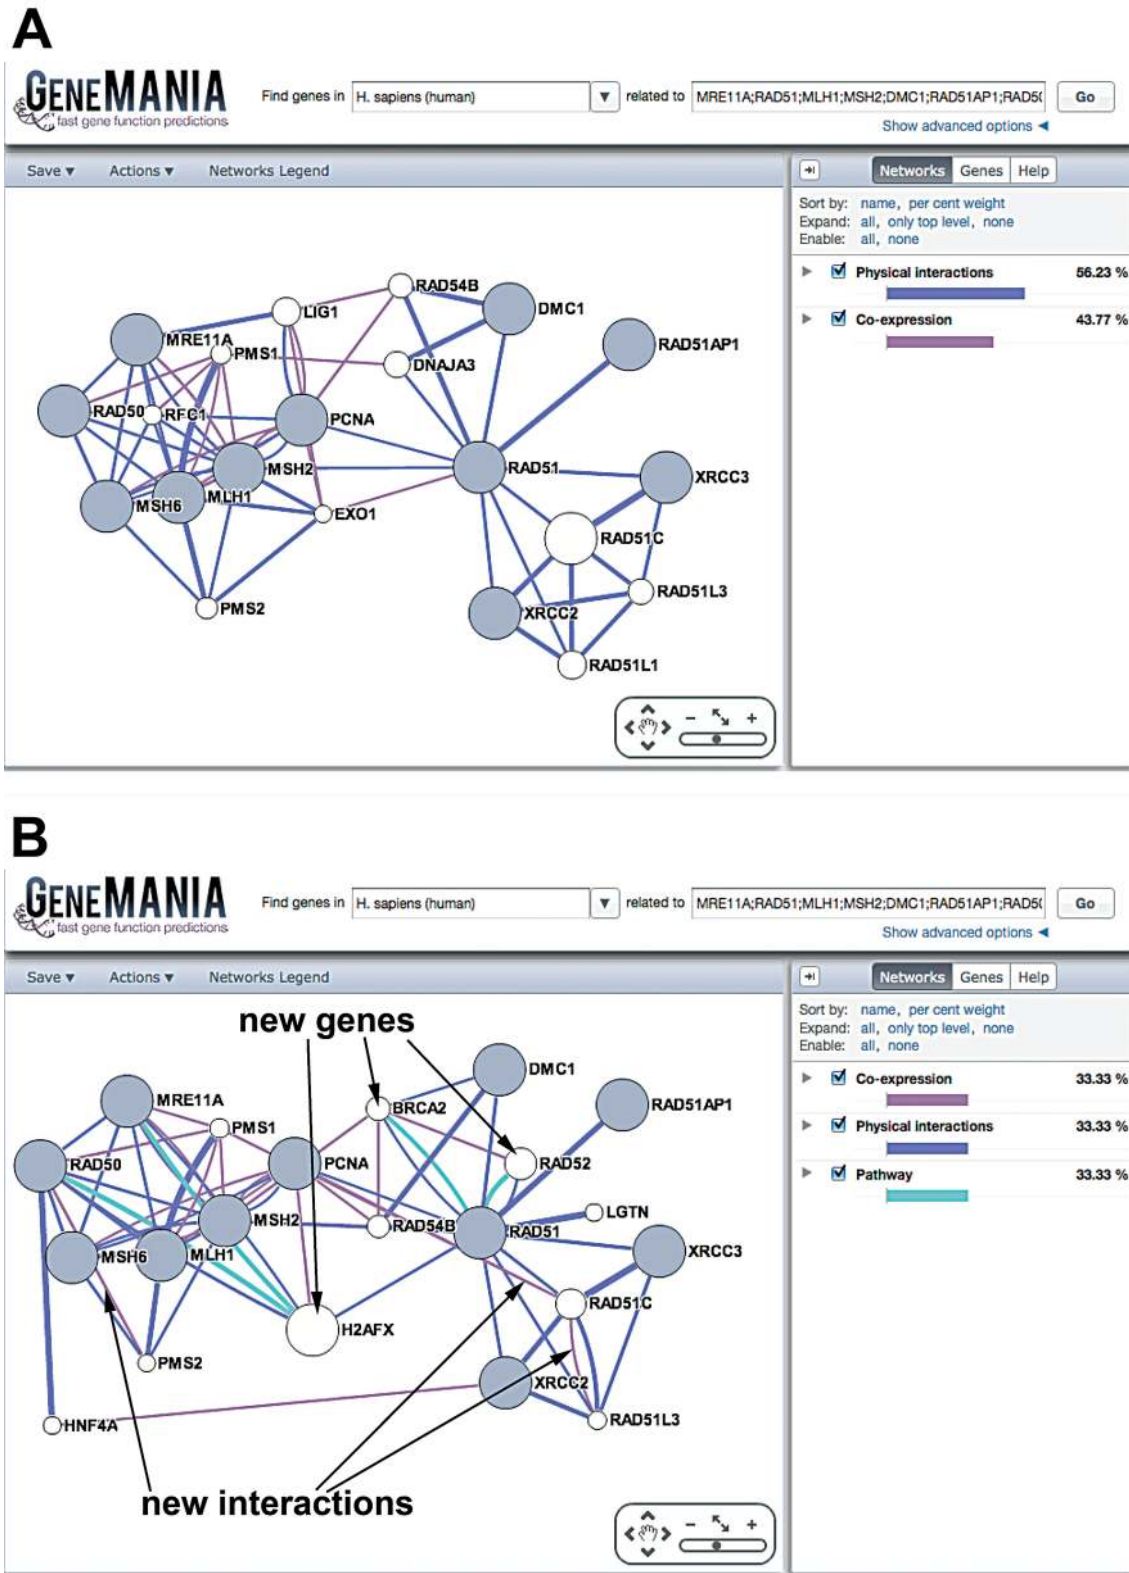 A
GENEMANIA
fast gene function predictions
Find genes in H. sapiens (human) related to MRE11A;RAD51;MLH1;MSH2;DMC1;RAD51AP1;RAD50 Go
Show advanced options
Save Actions Networks Legend
Networks Genes Help
Sort by: name, per cent weight
Expand: all, only top level, none
Enable: all, none
Physical interactions 56.23 %
Co-expression 43.77 %
RAD54B
LIG1
DMC1
MRE11A
PMS1
RAD51AP1
DNAJA3
RAD50
RFC1
PCNA
MSH2
RAD51
XRCC3
MSH6
MLH1
EXO1
RAD51C
RAD51L3
PMS2
XRCC2
RAD51L1
B
GENEMANIA
fast gene function predictions
Find genes in H. sapiens (human) related to MRE11A;RAD51;MLH1;MSH2;DMC1;RAD51AP1;RAD50 Go
Show advanced options
Save Actions Networks Legend
Networks Genes Help
Sort by: name, per cent weight
Expand: all, only top level, none
Enable: all, none
Co-expression 33.33 %
Physical interactions 33.33 %
Pathway 33.33 %
new genes
DMC1
MRE11A
BRCA2
RAD51AP1
PMS1
RAD50
PCNA
RAD52
LGTN
MSH2
RAD54B
RAD51
XRCC3
MSH6
MLH1
RAD51C
H2AFX
PMS2
XRCC2
HNF4A
RAD51L3
new interactions